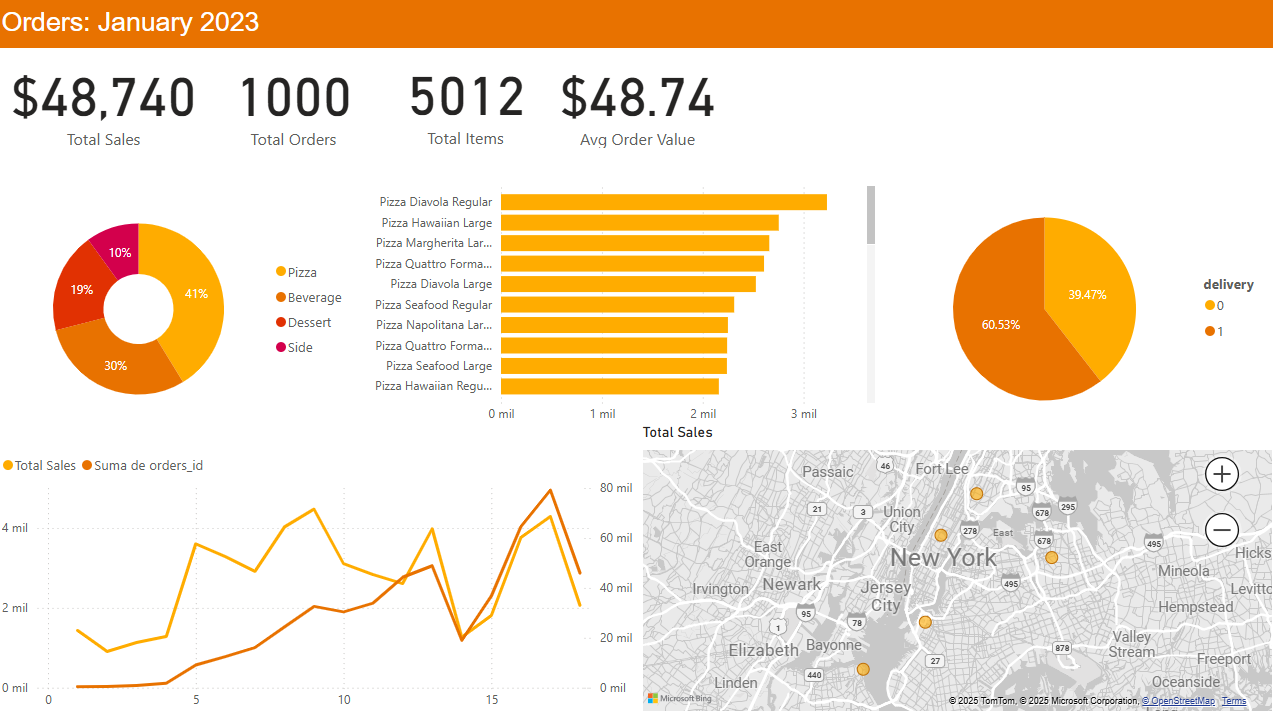 Orders: January 2023
$48,740
Total Sales
1000
Total Orders
5012
Total Items
$48.74
Avg Order Value
10%
41%
19%
30%
Pizza
Beverage
Dessert
Side
Pizza Diavola Regular
Pizza Hawaiian Large
Pizza Margherita Lar...
Pizza Quattro Forma...
Pizza Diavola Large
Pizza Seafood Regular
Pizza Napolitana Lar...
Pizza Quattro Forma...
Pizza Seafood Large
Pizza Hawaiian Regu...
0 mil 1 mil 2 mil 3 mil
Total Sales
39.47%
60.53%
delivery
0
1
Total Sales Suma de orders_id
4 mil
2 mil
0 mil
80 mil
60 mil
40 mil
20 mil
0 mil
0 5 10 15
Passaic
46
Fort Lee
95
21
3
Union
City
678
295
278
East
678
495
East
Orange
New York
Hicks
Newark
Irvington
Jersey
City
495
Mineola
Levitto
95
Hempstead
1
78
Elizabeth
Bayonne
27
878
Valley
Stream
Freeport
440
Linden
Oceanside
Microsoft Bing
© 2025 TomTom, © 2025 Microsoft Corporation, © OpenStreetMap Terms